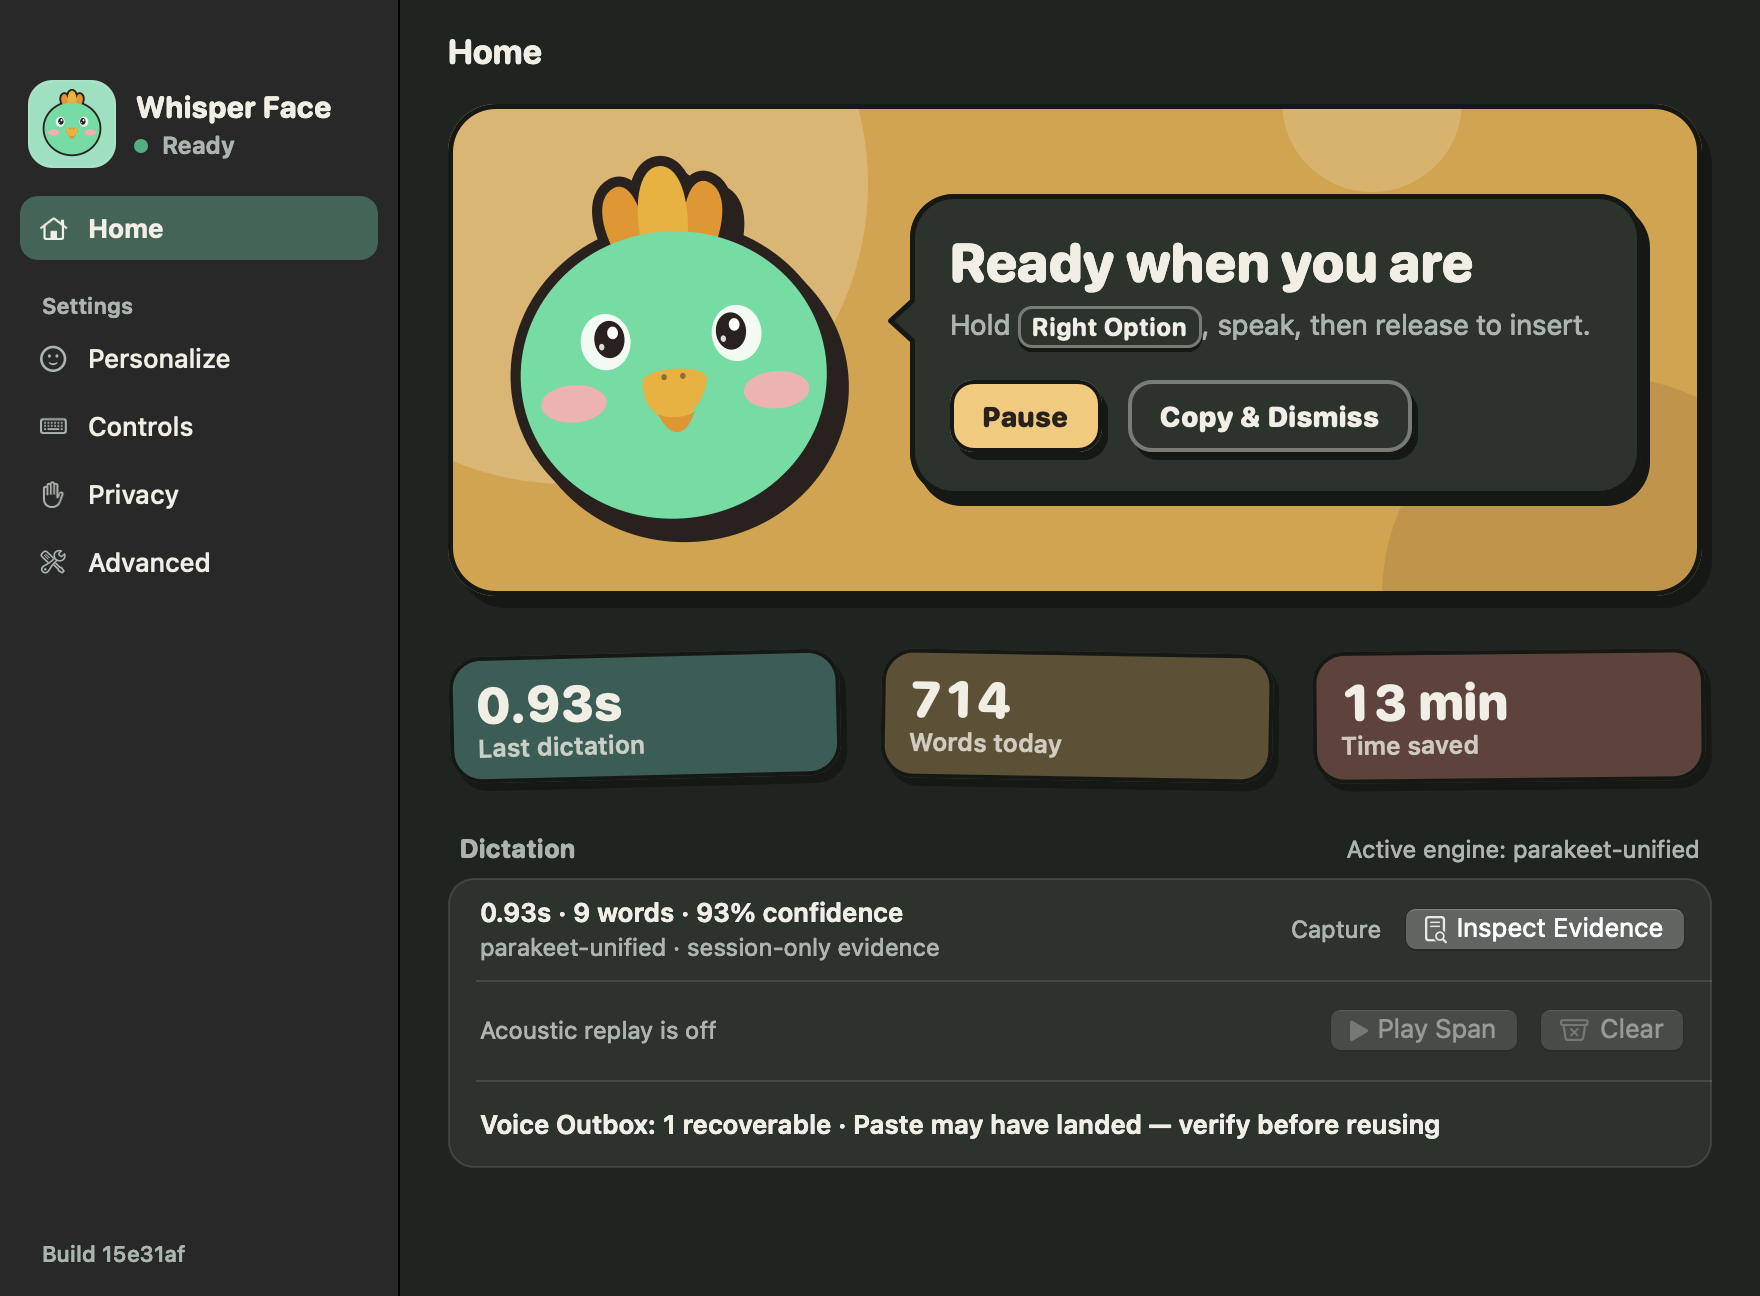 Whisper Face
Ready
Home
Settings
Personalize
Controls
Privacy
Advanced
Build 15e31af
Home
Ready when you are
Hold Right Option, speak, then release to insert.
Pause
Copy & Dismiss
0.93s
Last dictation
714
Words today
13 min
Time saved
Dictation
Active engine: parakeet-unified
0.93s · 9 words · 93% confidence
parakeet-unified · session-only evidence
Capture
Inspect Evidence
Acoustic replay is off
Play Span
Clear
Voice Outbox: 1 recoverable · Paste may have landed — verify before reusing